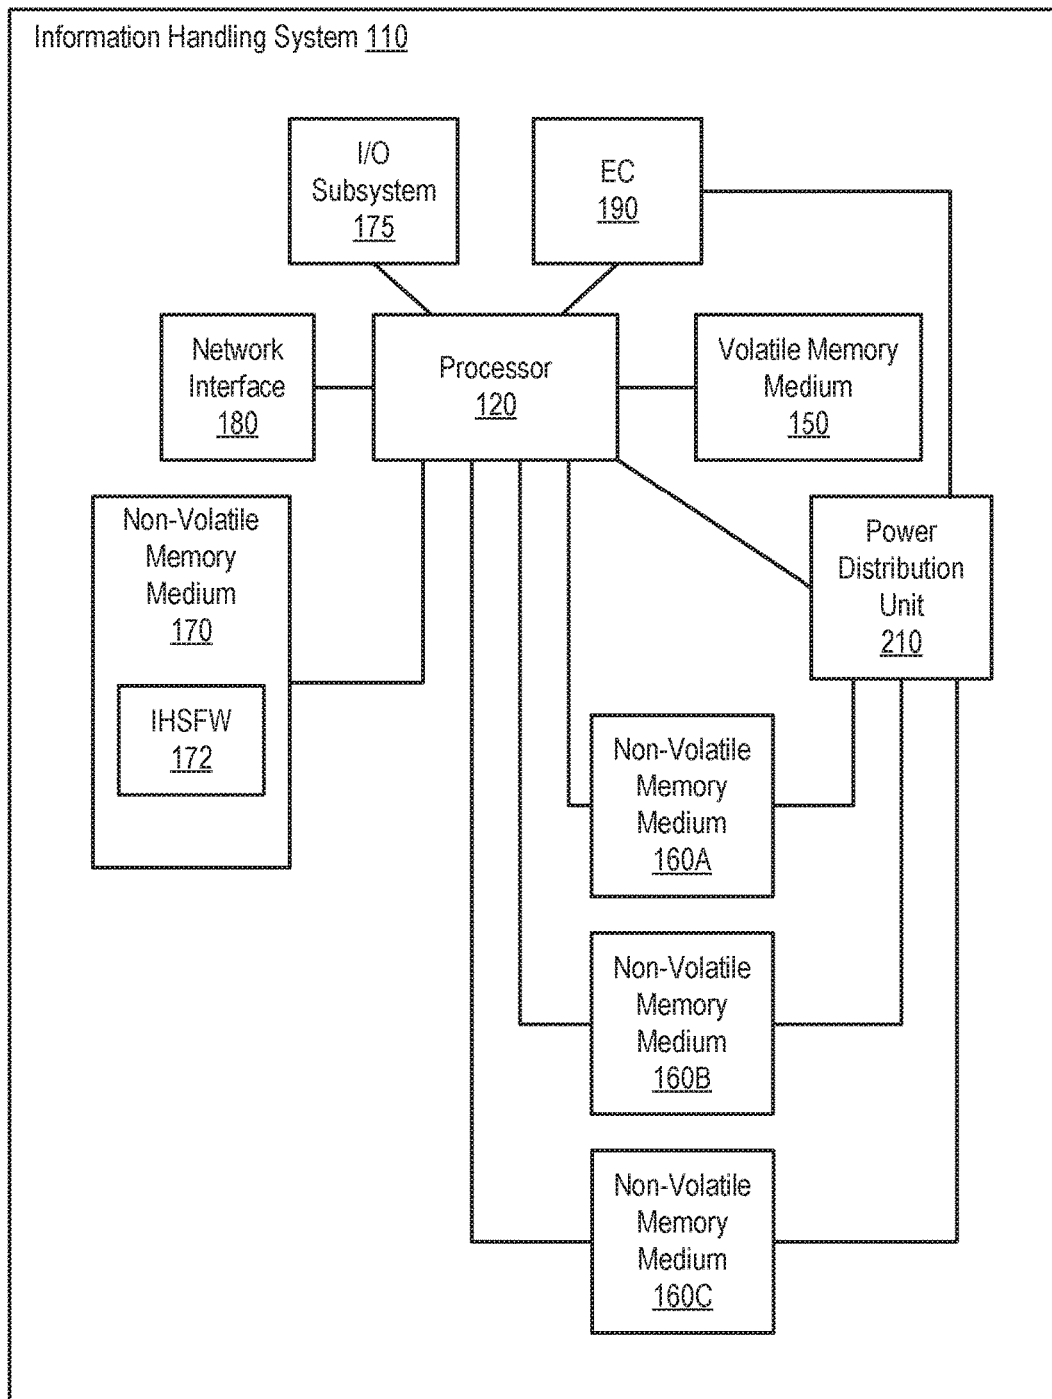 Information Handling System 110
I/O
Subsystem
175
EC
190
Network
Interface
180
Processor
120
Volatile Memory
Medium
150
Non-Volatile
Memory
Medium
170
IHSFW
172
Power
Distribution
Unit
210
Non-Volatile
Memory
Medium
160A
Non-Volatile
Memory
Medium
160B
Non-Volatile
Memory
Medium
160C